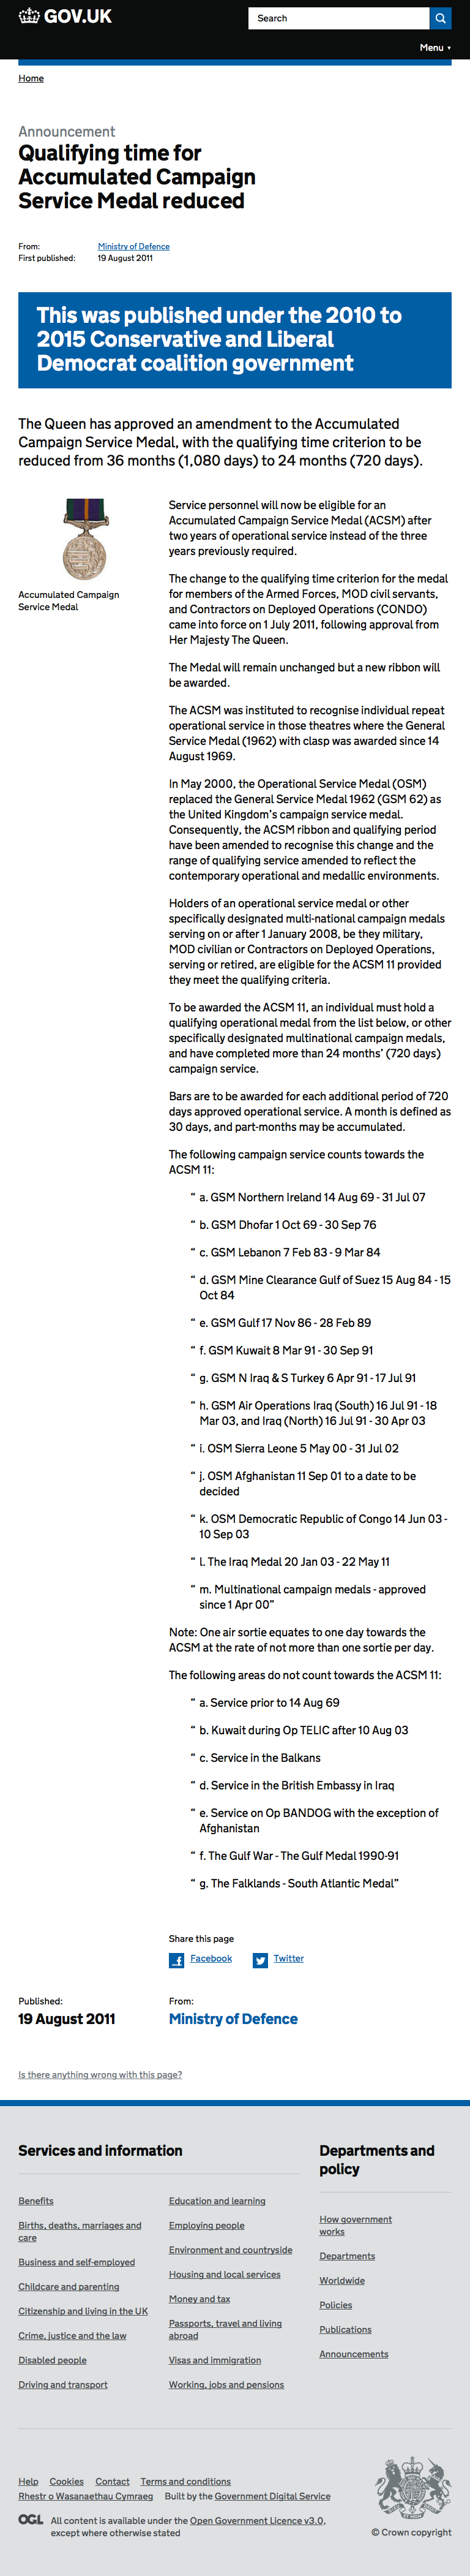 GOV.UK
Search
Menu
Home
Announcement
Qualifying time for
Accumulated Campaign
Service Medal reduced
From: Ministry of Defence
First published: 19 August 2011
This was published under the 2010 to
2015 Conservative and Liberal
Democrat coalition government
The Queen has approved an amendment to the Accumulated
Campaign Service Medal, with the qualifying time criterion to be
reduced from 36 months (1,080 days) to 24 months (720 days).
Accumulated Campaign
Service Medal
Service personnel will now be eligible for an
Accumulated Campaign Service Medal (ACSM) after
two years of operational service instead of the three
years previously required.
The change to the qualifying time criterion for the medal
for members of the Armed Forces, MOD civil servants,
and Contractors on Deployed Operations (CONDO)
came into force on 1 July 2011, following approval from
Her Majesty The Queen.
The Medal will remain unchanged but a new ribbon will
be awarded.
The ACSM was instituted to recognise individual repeat
operational service in those theatres where the General
Service Medal (1962) with clasp was awarded since 14
August 1969.
In May 2000, the Operational Service Medal (OSM)
replaced the General Service Medal 1962 (GSM 62) as
the United Kingdom's campaign service medal.
Consequently, the ACSM ribbon and qualifying period
have been amended to recognise this change and the
range of qualifying service amended to reflect the
contemporary operational and medallic environments.
Holders of an operational service medal or other
specifically designated multi-national campaign medals
serving on or after 1 January 2008, be they military,
MOD civilian or Contractors on Deployed Operations,
serving or retired, are eligible for the ACSM 11 provided
they meet the qualifying criteria.
To be awarded the ACSM 11, an individual must hold a
qualifying operational medal from the list below, or other
specifically designated multinational campaign medals,
and have completed more than 24 months' (720 days)
campaign service.
Bars are to be awarded for each additional period of 720
days approved operational service. A month is defined as
30 days, and part-months may be accumulated.
The following campaign service counts towards the
ACSM 11:
“ a. GSM Northern Ireland 14 Aug 69 - 31 Jul 07
“ b. GSM Dhofar 1 Oct 69 - 30 Sep 76
“ c. GSM Lebanon 7 Feb 83 - 9 Mar 84
“ d. GSM Mine Clearance Gulf of Suez 15 Aug 84 - 15
Oct 84
“ e. GSM Gulf 17 Nov 86 - 28 Feb 89
“ f. GSM Kuwait 8 Mar 91 - 30 Sep 91
“ g. GSM N Iraq & S Turkey 6 Apr 91 - 17 Jul 91
“ h. GSM Air Operations Iraq (South) 16 Jul 91 - 18
Mar 03, and Iraq (North) 16 Jul 91 - 30 Apr 03
“ i. OSM Sierra Leone 5 May 00 - 31 Jul 02
“ j. OSM Afghanistan 11 Sep 01 to a date to be
decided
“ k. OSM Democratic Republic of Congo 14 Jun 03 -
10 Sep 03
“ l. The Iraq Medal 20 Jan 03 - 22 May 11
“ m. Multinational campaign medals - approved
since 1 Apr 00”
Note: One air sortie equates to one day towards the
ACSM at the rate of not more than one sortie per day.
The following areas do not count towards the ACSM 11:
“ a. Service prior to 14 Aug 69
“ b. Kuwait during Op TELIC after 10 Aug 03
“ c. Service in the Balkans
“ d. Service in the British Embassy in Iraq
“ e. Service on Op BANDOG with the exception of
Afghanistan
“ f. The Gulf War - The Gulf Medal 1990-91
“ g. The Falklands - South Atlantic Medal”
Share this page
Facebook Twitter
Published: From:
19 August 2011 Ministry of Defence
Is there anything wrong with this page?
Services and information
Benefits
Births, deaths, marriages and
care
Business and self-employed
Childcare and parenting
Citizenship and living in the UK
Crime, justice and the law
Disabled people
Driving and transport
Education and learning
Employing people
Environment and countryside
Housing and local services
Money and tax
Passports, travel and living
abroad
Visas and immigration
Working, jobs and pensions
Departments and
policy
How government
works
Departments
Worldwide
Policies
Publications
Announcements
Help Cookies Contact Terms and conditions
Rhestr o Wasanaethau Cymraeg Built by the Government Digital Service
OGL All content is available under the Open Government Licence v3.0,
except where otherwise stated
© Crown copyright